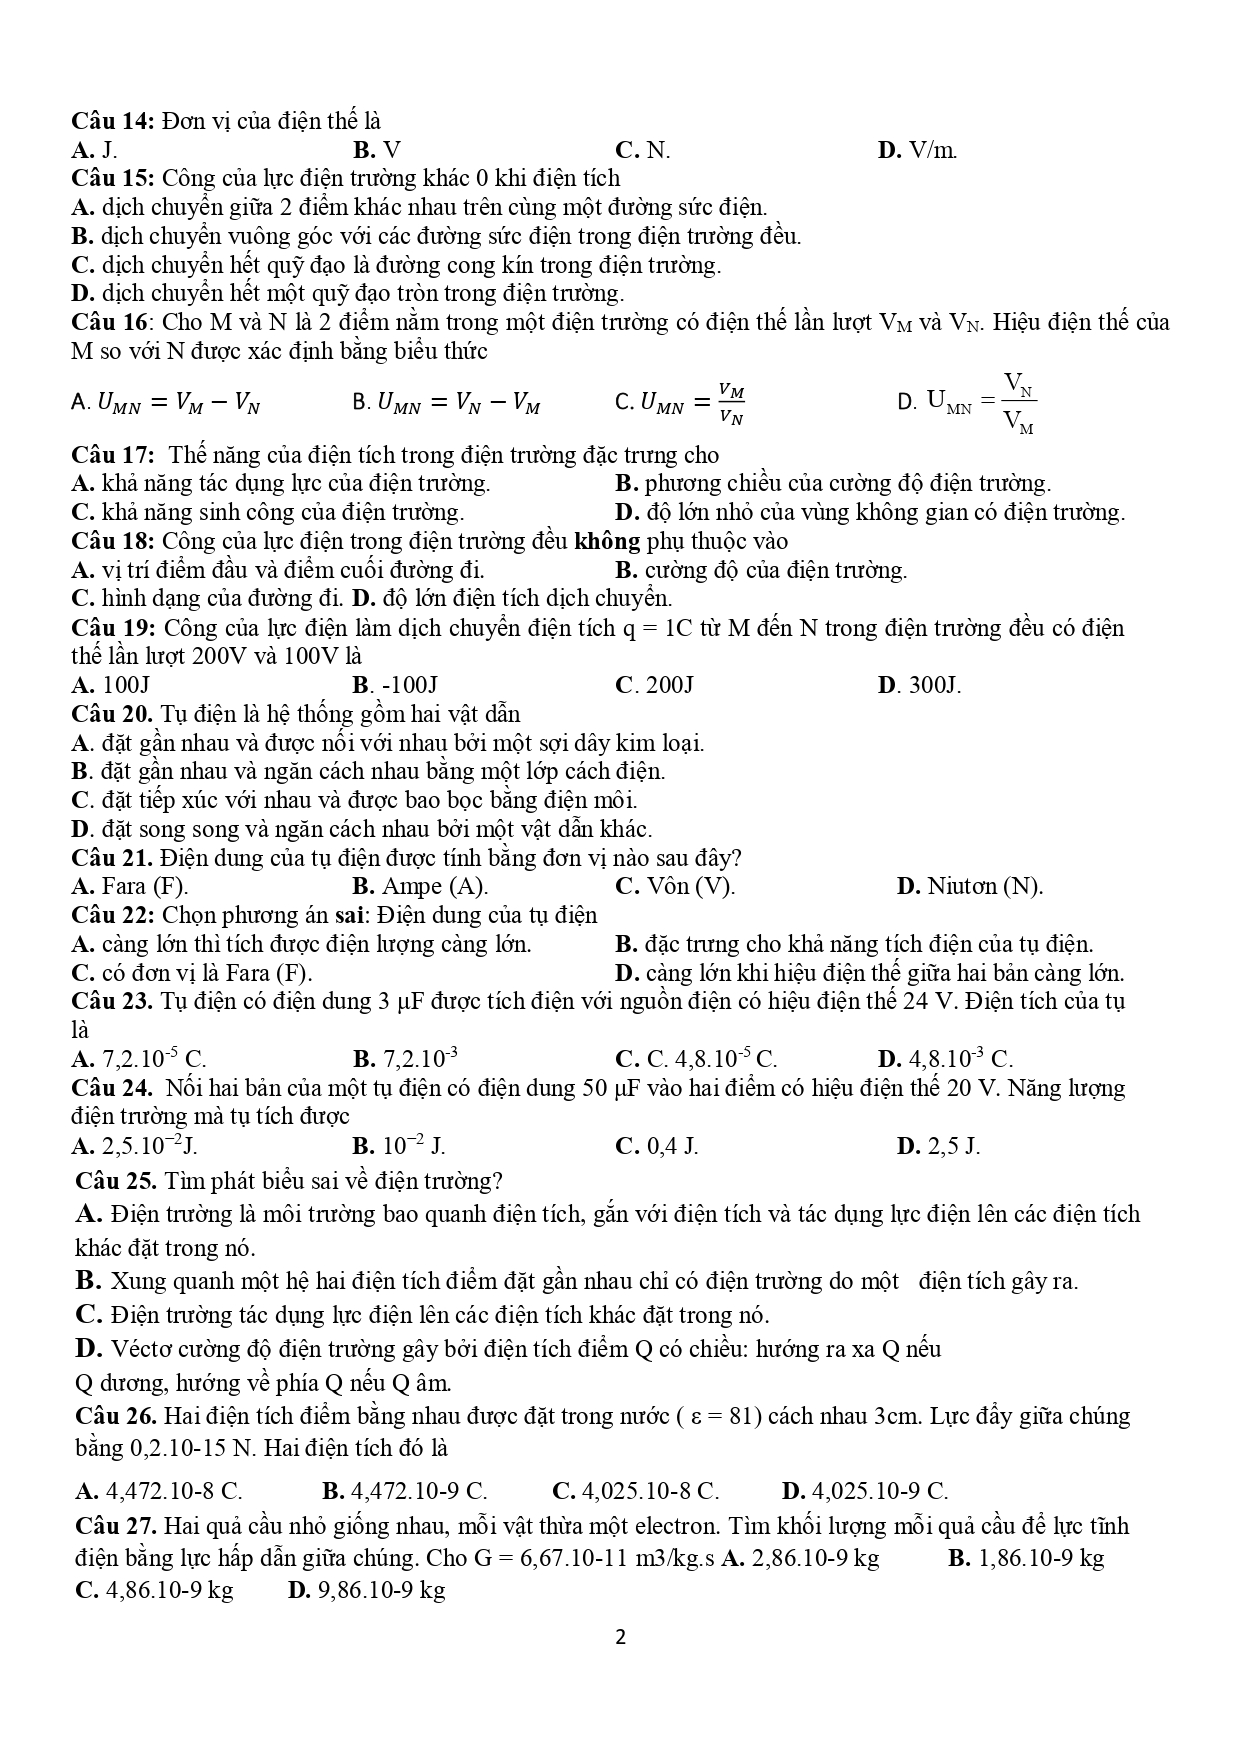 Câu 14: Đơn vị của điện thế là
A. J. B. V C. N. D. V/m.
Câu 15: Công của lực điện trường khác 0 khi điện tích
A. dịch chuyển giữa 2 điểm khác nhau trên cùng một đường sức điện.
B. dịch chuyển vuông góc với các đường sức điện trong điện trường đều.
C. dịch chuyển hết quỹ đạo là đường cong kín trong điện trường.
D. dịch chuyển hết một quỹ đạo tròn trong điện trường.
Câu 16: Cho M và N là 2 điểm nằm trong một điện trường có điện thế lần lượt V_M và V_N. Hiệu điện thế của
M so với N được xác định bằng biểu thức
A. U_MN = V_M − V_N B. U_MN = V_N − V_M C. U_MN = V_M/V_N D. U_MN = V_N/V_M
Câu 17: Thế năng của điện tích trong điện trường đặc trưng cho
A. khả năng tác dụng lực của điện trường. B. phương chiều của cường độ điện trường.
C. khả năng sinh công của điện trường. D. độ lớn nhỏ của vùng không gian có điện trường.
Câu 18: Công của lực điện trong điện trường đều không phụ thuộc vào
A. vị trí điểm đầu và điểm cuối đường đi. B. cường độ của điện trường.
C. hình dạng của đường đi. D. độ lớn điện tích dịch chuyển.
Câu 19: Công của lực điện làm dịch chuyển điện tích q = 1C từ M đến N trong điện trường đều có điện
thế lần lượt 200V và 100V là
A. 100J B. -100J C. 200J D. 300J.
Câu 20. Tụ điện là hệ thống gồm hai vật dẫn
A. đặt gần nhau và được nối với nhau bởi một sợi dây kim loại.
B. đặt gần nhau và ngăn cách nhau bằng một lớp cách điện.
C. đặt tiếp xúc với nhau và được bao bọc bằng điện môi.
D. đặt song song và ngăn cách nhau bởi một vật dẫn khác.
Câu 21. Điện dung của tụ điện được tính bằng đơn vị nào sau đây?
A. Fara (F). B. Ampe (A). C. Vôn (V). D. Niutơn (N).
Câu 22: Chọn phương án sai: Điện dung của tụ điện
A. càng lớn thì tích được điện lượng càng lớn. B. đặc trưng cho khả năng tích điện của tụ điện.
C. có đơn vị là Fara (F). D. càng lớn khi hiệu điện thế giữa hai bản càng lớn.
Câu 23. Tụ điện có điện dung 3 μF được tích điện với nguồn điện có hiệu điện thế 24 V. Điện tích của tụ
là
A. 7,2.10⁻⁵ C. B. 7,2.10⁻³ C. C. 4,8.10⁻⁵ C. D. 4,8.10⁻³ C.
Câu 24. Nối hai bản của một tụ điện có điện dung 50 μF vào hai điểm có hiệu điện thế 20 V. Năng lượng
điện trường mà tụ tích được
A. 2,5.10⁻²J. B. 10⁻² J. C. 0,4 J. D. 2,5 J.
Câu 25. Tìm phát biểu sai về điện trường?
A. Điện trường là môi trường bao quanh điện tích, gắn với điện tích và tác dụng lực điện lên các điện tích
khác đặt trong nó.
B. Xung quanh một hệ hai điện tích điểm đặt gần nhau chỉ có điện trường do một điện tích gây ra.
C. Điện trường tác dụng lực điện lên các điện tích khác đặt trong nó.
D. Véctơ cường độ điện trường gây bởi điện tích điểm Q có chiều: hướng ra xa Q nếu
Q dương, hướng về phía Q nếu Q âm.
Câu 26. Hai điện tích điểm bằng nhau được đặt trong nước ( ε = 81) cách nhau 3cm. Lực đẩy giữa chúng
bằng 0,2.10-15 N. Hai điện tích đó là
A. 4,472.10-8 C. B. 4,472.10-9 C. C. 4,025.10-8 C. D. 4,025.10-9 C.
Câu 27. Hai quả cầu nhỏ giống nhau, mỗi vật thừa một electron. Tìm khối lượng mỗi quả cầu để lực tĩnh
điện bằng lực hấp dẫn giữa chúng. Cho G = 6,67.10-11 m3/kg.s A. 2,86.10-9 kg B. 1,86.10-9 kg
C. 4,86.10-9 kg D. 9,86.10-9 kg
2